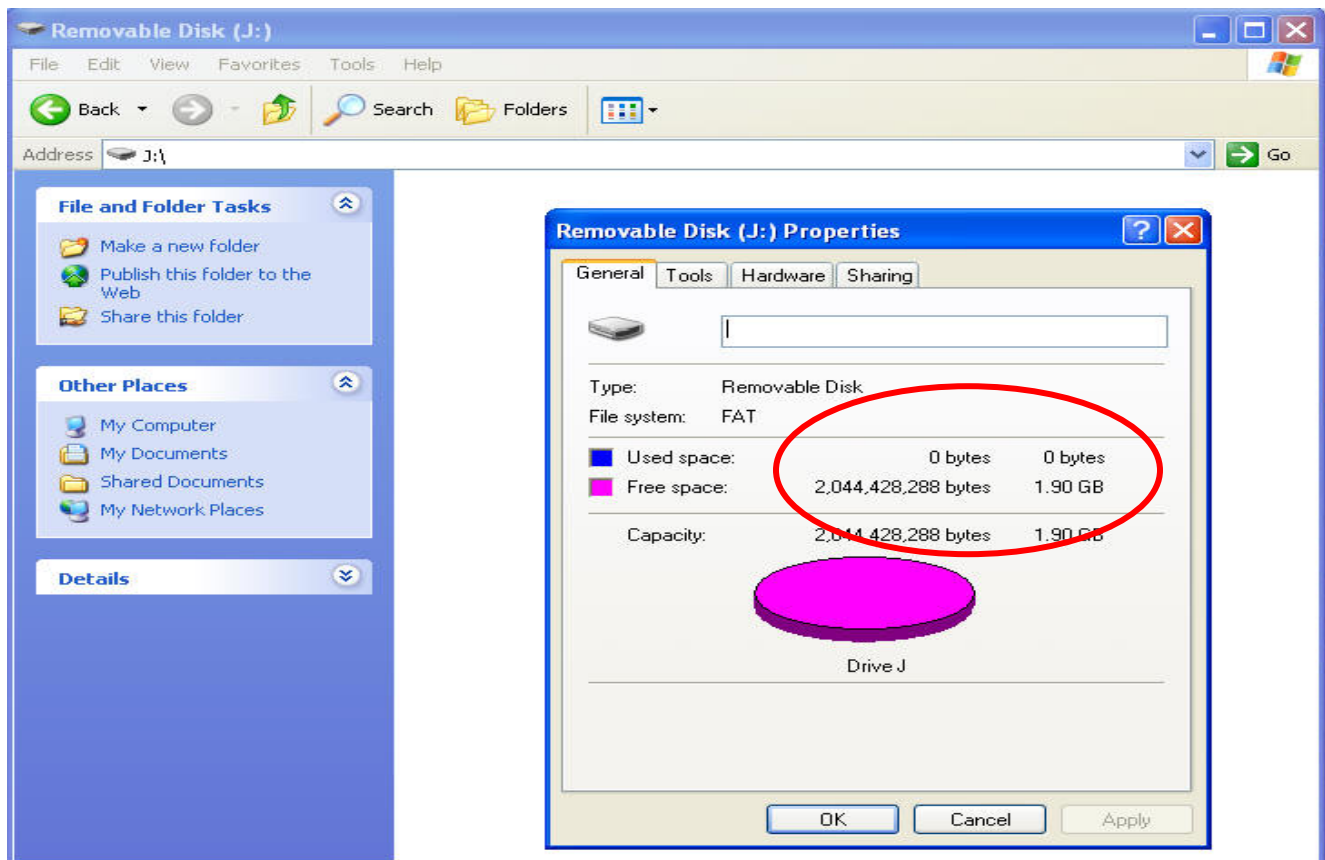 Removable Disk (J:)
File Edit View Favorites Tools Help
Back Search Folders
Address J:\ Go
File and Folder Tasks
Make a new folder
Publish this folder to the
Web
Share this folder
Other Places
My Computer
My Documents
Shared Documents
My Network Places
Details
Removable Disk (J:) Properties
General Tools Hardware Sharing
Type: Removable Disk
File system: FAT
Used space: 0 bytes 0 bytes
Free space: 2,044,428,288 bytes 1.90 GB
Capacity: 2,044,428,288 bytes 1.90 GB
Drive J
OK Cancel Apply